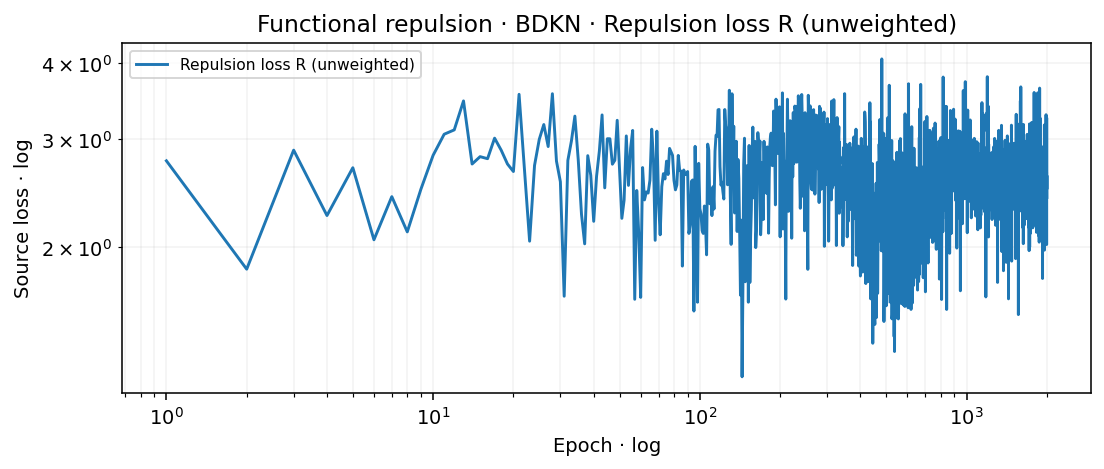 Functional repulsion · BDKN · Repulsion loss R (unweighted)
Repulsion loss R (unweighted)
4 × 10⁰
3 × 10⁰
2 × 10⁰
Source loss · log
10⁰ 10¹ 10² 10³
Epoch · log